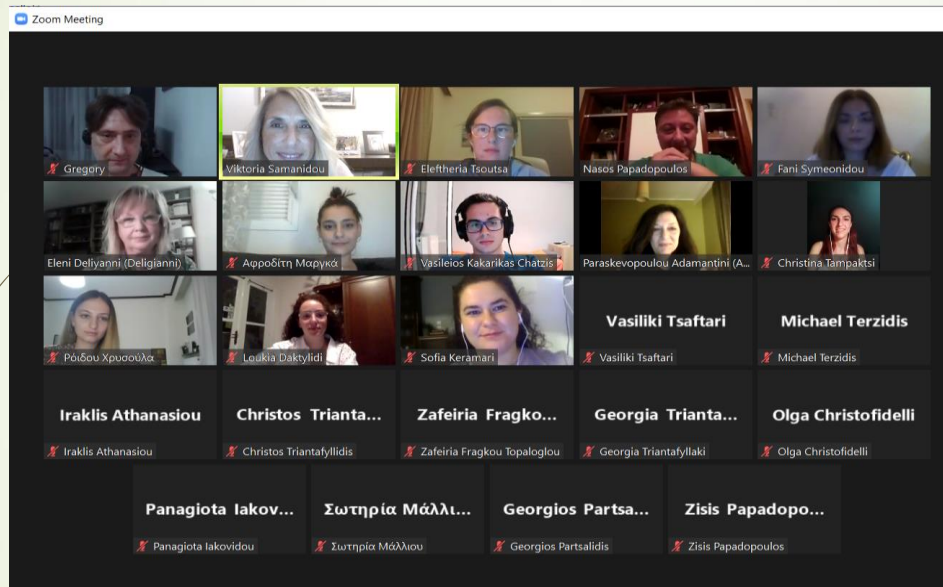 Zoom Meeting
Gregory
Viktoria Samanidou
Eleftheria Tsoutsa
Nasos Papadopoulos
Fani Symeonidou
Eleni Deliyanni (Deligianni)
Αφροδίτη Μαργκά
Vasileios Kakarikas Chatzis
Paraskevopoulou Adamantini (A...
Christina Tampaktsi
Ρόιδου Χρυσούλα
Loukia Daktylidi
Sofia Keramari
Vasiliki Tsaftari
Vasiliki Tsaftari
Michael Terzidis
Michael Terzidis
Iraklis Athanasiou
Iraklis Athanasiou
Christos Trianta...
Christos Triantafyllidis
Zafeiria Fragko...
Zafeiria Fragkou Topaloglou
Georgia Trianta...
Georgia Triantafyllaki
Olga Christofidelli
Olga Christofidelli
Panagiota Iakov...
Panagiota Iakovidou
Σωτηρία Μάλλι...
Σωτηρία Μάλλιου
Georgios Partsa...
Georgios Partsalidis
Zisis Papadopo...
Zisis Papadopoulos